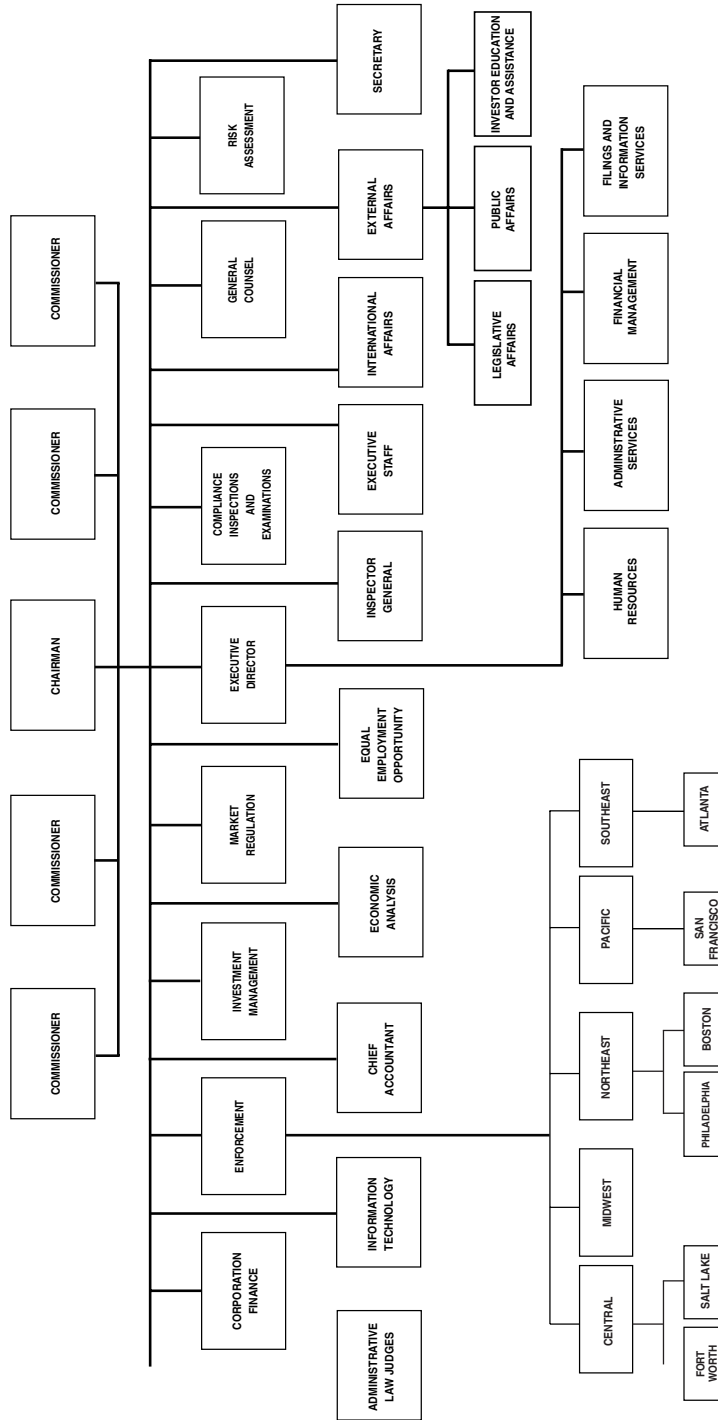 COMMISSIONER
COMMISSIONER
CHAIRMAN
COMMISSIONER
COMMISSIONER
CORPORATION
FINANCE
ENFORCEMENT
INVESTMENT
MANAGEMENT
MARKET
REGULATION
EXECUTIVE
DIRECTOR
COMPLIANCE
INSPECTIONS
AND
EXAMINATIONS
GENERAL
COUNSEL
RISK
ASSESSMENT
ADMINISTRATIVE
LAW JUDGES
INFORMATION
TECHNOLOGY
CHIEF
ACCOUNTANT
ECONOMIC
ANALYSIS
EQUAL
EMPLOYMENT
OPPORTUNITY
INSPECTOR
GENERAL
EXECUTIVE
STAFF
INTERNATIONAL
AFFAIRS
EXTERNAL
AFFAIRS
SECRETARY
LEGISLATIVE
AFFAIRS
PUBLIC
AFFAIRS
INVESTOR EDUCATION
AND ASSISTANCE
CENTRAL
MIDWEST
NORTHEAST
PACIFIC
SOUTHEAST
HUMAN
RESOURCES
ADMINISTRATIVE
SERVICES
FINANCIAL
MANAGEMENT
FILINGS AND
INFORMATION
SERVICES
FORT
WORTH
SALT LAKE
PHILADELPHIA
BOSTON
SAN
FRANCISCO
ATLANTA